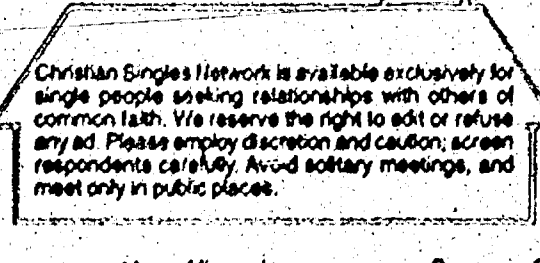 Christian Singles Network is available exclusively for
single people seeking relationships with others of
common faith. We reserve the right to edit or refuse
any ad. Please employ discretion and caution; screen
respondents carefully. Avoid solitary meetings, and
meet only in public places.